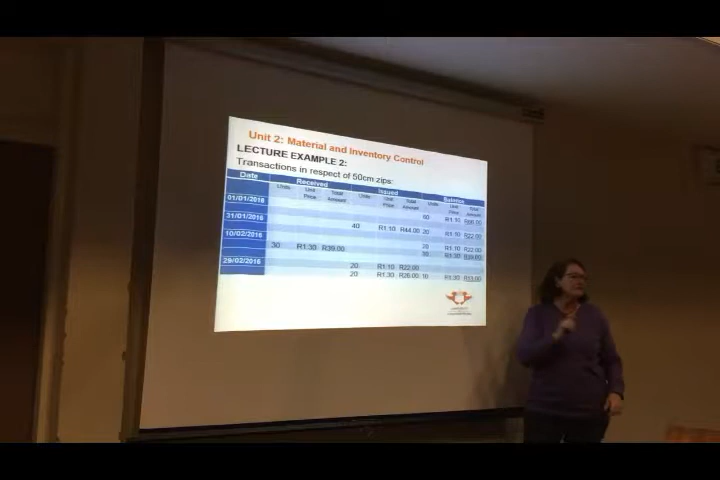 Unit 2: Material and Inventory Control
LECTURE EXAMPLE 2:
Transactions in respect of 50cm zips:
Date Received Issued Balance
Units Unit Price Total Amount Units Unit Price Total Amount Units Unit Price Total Amount
01/01/2016 60 R1.10 R66.00
31/01/2016 40 R1.10 R44.00 20 R1.10 R22.00
10/02/2016 20 R1.10 R22.00
30 R1.30 R39.00 30 R1.30 R39.00
29/02/2016 20 R1.10 R22.00
20 R1.30 R26.00 10 R1.30 R13.00